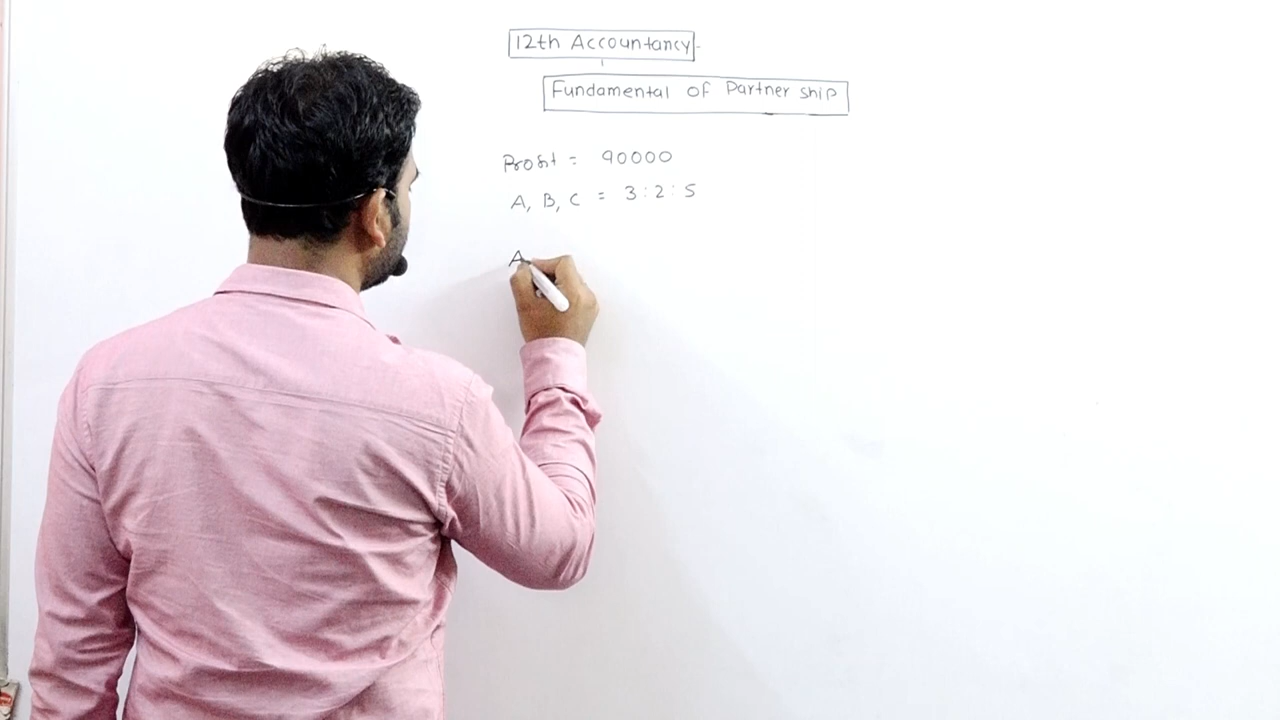 12th Accountancy
Fundamental of Partner ship
Profit = 90000
A, B, C = 3 : 2 : 5
A